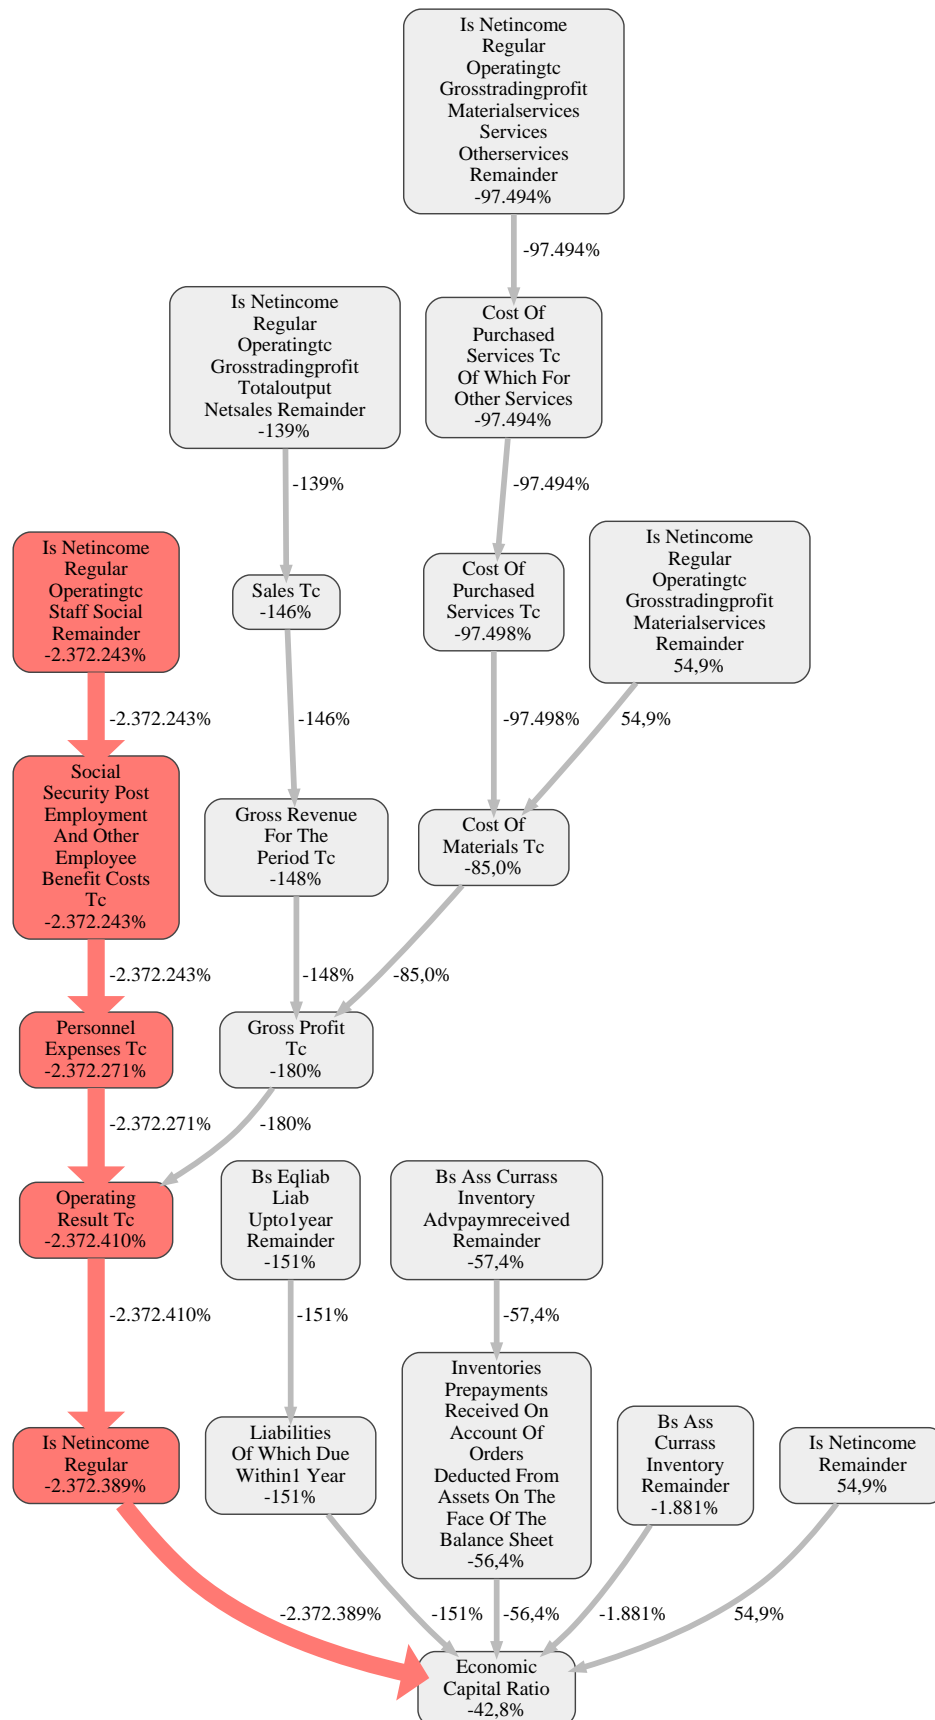 Is Netincome
Regular
Operatingtc
Grosstradingprofit
Materialservices
Services
Otherservices
Remainder
-97.494%
-97.494%
Is Netincome
Regular
Operatingtc
Grosstradingprofit
Totaloutput
Netsales Remainder
-139%
Cost Of
Purchased
Services Tc
Of Which For
Other Services
-97.494%
-139%
-97.494%
Is Netincome
Regular
Operatingtc
Staff Social
Remainder
-2.372.243%
Sales Tc
-146%
Cost Of
Purchased
Services Tc
-97.498%
Is Netincome
Regular
Operatingtc
Grosstradingprofit
Materialservices
Remainder
54,9%
-2.372.243%
-146%
-97.498%
54,9%
Social
Security Post
Employment
And Other
Employee
Benefit Costs
Tc
-2.372.243%
Gross Revenue
For The
Period Tc
-148%
Cost Of
Materials Tc
-85,0%
-2.372.243%
-148%
-85,0%
Personnel
Expenses Tc
-2.372.271%
Gross Profit
Tc
-180%
-2.372.271%
-180%
Operating
Result Tc
-2.372.410%
Bs Eqliab
Liab
Upto1year
Remainder
-151%
Bs Ass Currass
Inventory
Advpaymreceived
Remainder
-57,4%
-2.372.410%
-151%
-57,4%
Is Netincome
Regular
-2.372.389%
Liabilities
Of Which Due
Within1 Year
-151%
Inventories
Prepayments
Received On
Account Of
Orders
Deducted From
Assets On The
Face Of The
Balance Sheet
-56,4%
Bs Ass
Currass
Inventory
Remainder
-1.881%
Is Netincome
Remainder
54,9%
-2.372.389%
-151%
-56,4%
-1.881%
54,9%
Economic
Capital Ratio
-42,8%